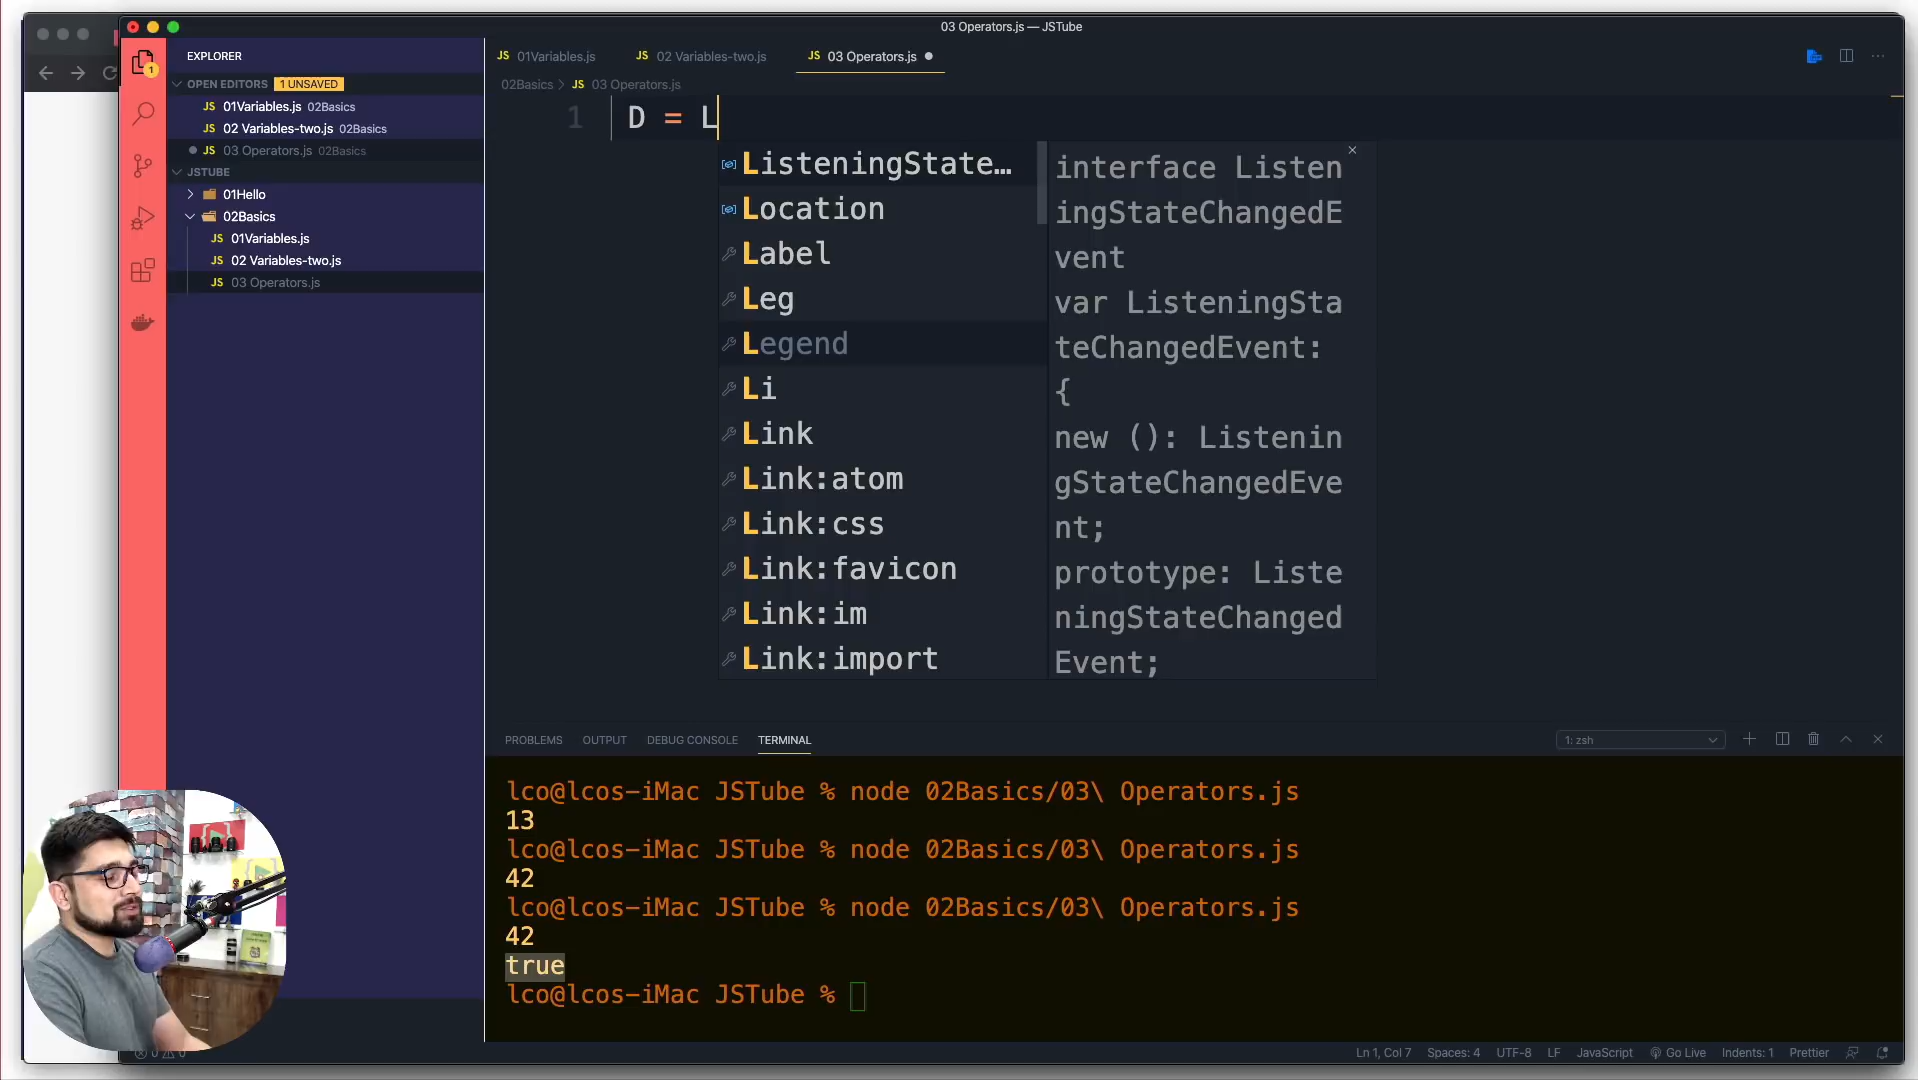 03 Operators.js — JSTube
EXPLORER
OPEN EDITORS 1 UNSAVED
JS 01Variables.js 02Basics
JS 02 Variables-two.js 02Basics
JS 03 Operators.js 02Basics
JSTUBE
01Hello
02Basics
JS 01Variables.js
JS 02 Variables-two.js
JS 03 Operators.js
1
JS 01Variables.js JS 02 Variables-two.js JS 03 Operators.js
02Basics JS 03 Operators.js
1 D = L
ListeningState…
Location
Label
Leg
Legend
Li
Link
Link:atom
Link:css
Link:favicon
Link:im
Link:import
interface Listen
ingStateChangedE
vent
var ListeningSta
teChangedEvent:
{
new (): Listenin
gStateChangedEve
nt;
prototype: Liste
ningStateChanged
Event;
PROBLEMS OUTPUT DEBUG CONSOLE TERMINAL 1: zsh
lco@lcos-iMac JSTube % node 02Basics/03\ Operators.js
13
lco@lcos-iMac JSTube % node 02Basics/03\ Operators.js
42
lco@lcos-iMac JSTube % node 02Basics/03\ Operators.js
42
true
lco@lcos-iMac JSTube %
0 0 Ln 1, Col 7 Spaces: 4 UTF-8 LF JavaScript Go Live Indents: 1 Prettier